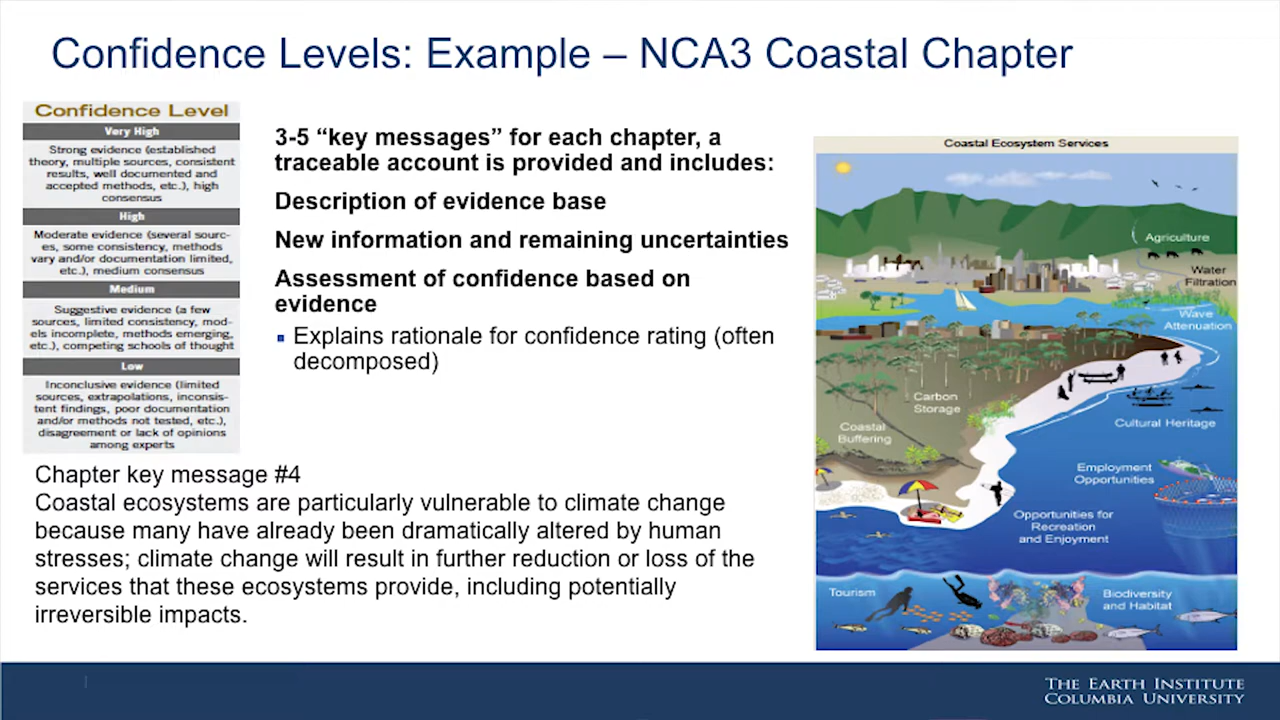 Confidence Levels: Example – NCA3 Coastal Chapter
Confidence Level
Very High
Strong evidence (established
theory, multiple sources, consistent
results, well documented and
accepted methods, etc.), high
consensus
High
Moderate evidence (several sourc-
es, some consistency, methods
vary and/or documentation limited,
etc.), medium consensus
Medium
Suggestive evidence (a few
sources, limited consistency, mod-
els incomplete, methods emerging,
etc.), competing schools of thought
Low
Inconclusive evidence (limited
sources, extrapolations, inconsis-
tent findings, poor documentation
and/or methods not tested, etc.),
disagreement or lack of opinions
among experts
3-5 “key messages” for each chapter, a
traceable account is provided and includes:
Description of evidence base
New information and remaining uncertainties
Assessment of confidence based on
evidence
Explains rationale for confidence rating (often
decomposed)
Coastal Ecosystem Services
Agriculture
Water
Filtration
Wave
Attenuation
Carbon
Storage
Coastal
Buffering
Cultural Heritage
Employment
Opportunities
Opportunities for
Recreation
and Enjoyment
Tourism
Biodiversity
and Habitat
Chapter key message #4
Coastal ecosystems are particularly vulnerable to climate change
because many have already been dramatically altered by human
stresses; climate change will result in further reduction or loss of the
services that these ecosystems provide, including potentially
irreversible impacts.
THE EARTH INSTITUTE
COLUMBIA UNIVERSITY